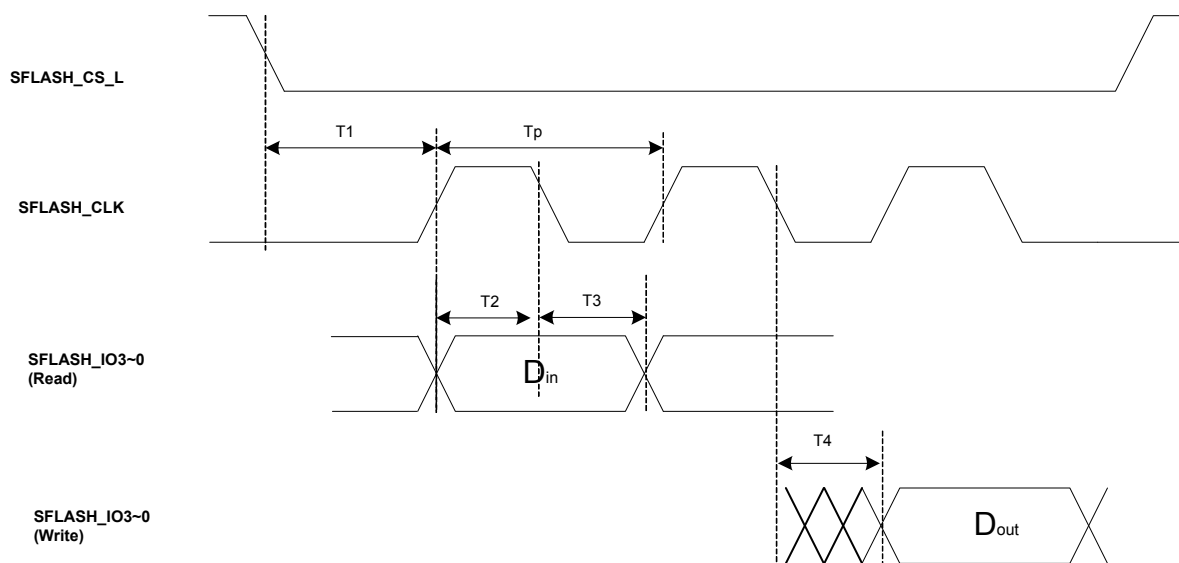 SFLASH_CS_L
T1
Tp
SFLASH_CLK
T2
T3
SFLASH_IO3~0
(Read)
Din
T4
SFLASH_IO3~0
(Write)
Dout